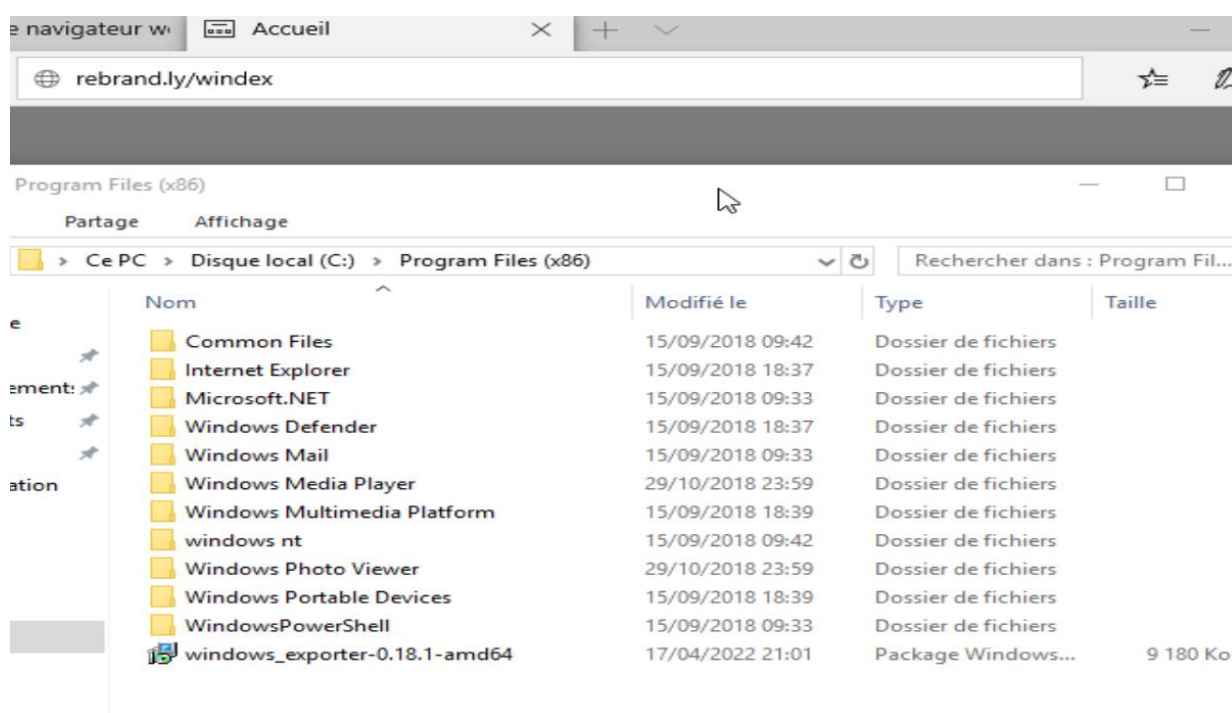 e navigateur w Accueil
rebrand.ly/windex
Program Files (x86)
Partage Affichage
Ce PC > Disque local (C:) > Program Files (x86) Rechercher dans : Program Fil...
Nom Modifié le Type Taille
e
Common Files 15/09/2018 09:42 Dossier de fichiers
Internet Explorer 15/09/2018 18:37 Dossier de fichiers
ements Microsoft.NET 15/09/2018 09:33 Dossier de fichiers
ts Windows Defender 15/09/2018 18:37 Dossier de fichiers
Windows Mail 15/09/2018 09:33 Dossier de fichiers
ation Windows Media Player 29/10/2018 23:59 Dossier de fichiers
Windows Multimedia Platform 15/09/2018 18:39 Dossier de fichiers
windows nt 15/09/2018 09:42 Dossier de fichiers
Windows Photo Viewer 29/10/2018 23:59 Dossier de fichiers
Windows Portable Devices 15/09/2018 18:39 Dossier de fichiers
WindowsPowerShell 15/09/2018 09:33 Dossier de fichiers
windows_exporter-0.18.1-amd64 17/04/2022 21:01 Package Windows... 9 180 Ko